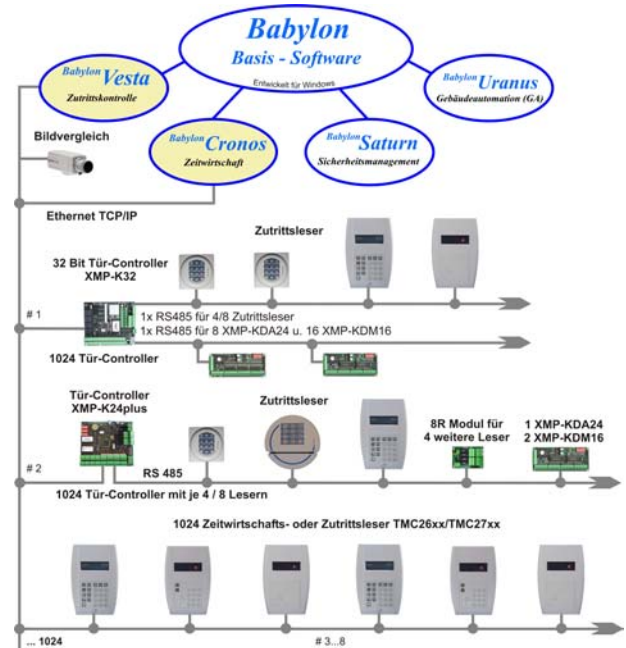 Babylon
Basis - Software
Entwickelt für Windows
Babylon Vesta
Zutrittskontrolle
Babylon Uranus
Gebäudeautomation (GA)
Bildvergleich
Babylon Cronos
Zeitwirtschaft
Babylon Saturn
Sicherheitsmanagement
Ethernet TCP/IP
Zutrittsleser
32 Bit Tür-Controller
XMP-K32
# 1
1x RS485 für 4/8 Zutrittsleser
1x RS485 für 8 XMP-KDA24 u. 16 XMP-KDM16
1024 Tür-Controller
Tür-Controller
XMP-K24plus
Zutrittsleser
8R Modul für
4 weitere Leser
1 XMP-KDA24
2 XMP-KDM16
# 2
RS 485
1024 Tür-Controller mit je 4 / 8 Lesern
1024 Zeitwirtschafts- oder Zutrittsleser TMC26xx/TMC27xx
... 1024
# 3...8